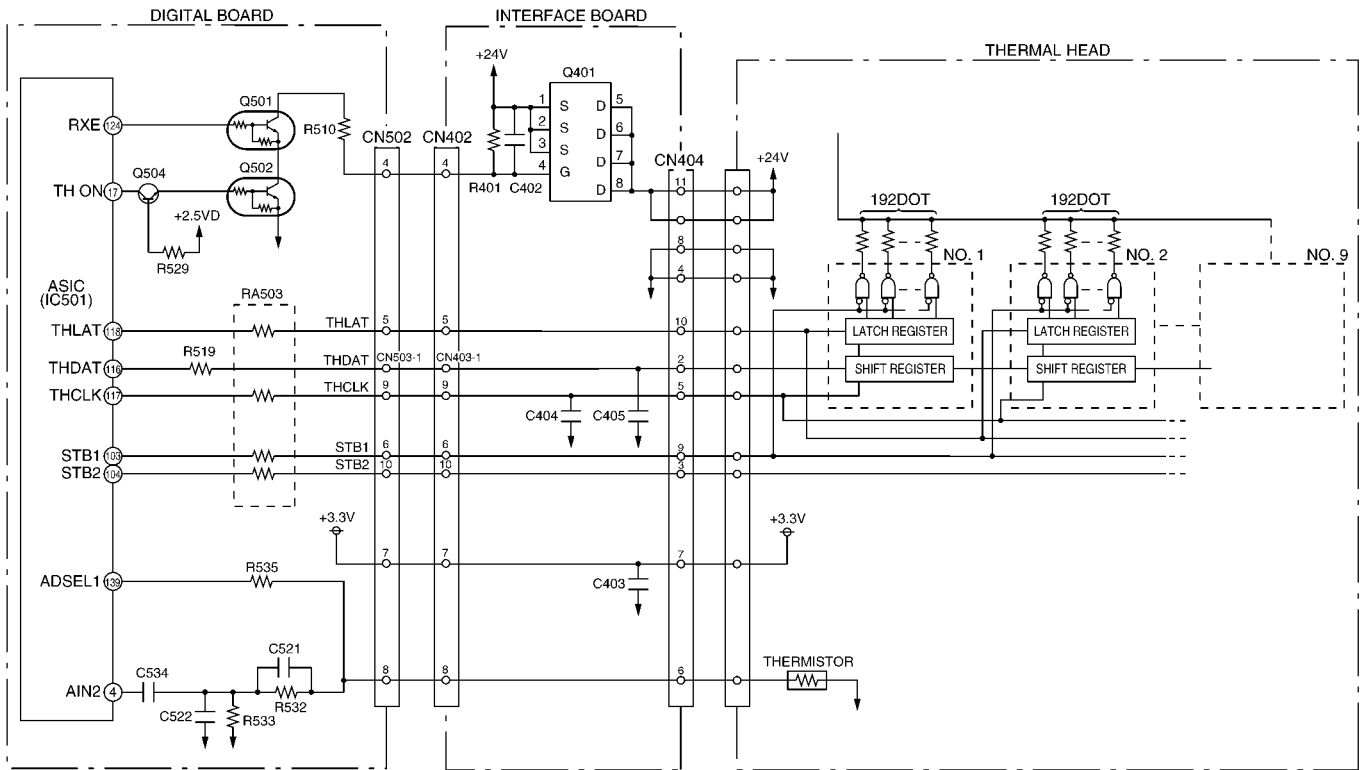 DIGITAL BOARD
INTERFACE BOARD
THERMAL HEAD
+24V
Q401
Q501
RXE 124
R510
CN502 CN402
1 S D 5
2 S D 6
3 S D 7
4 G D 8
4 4
R401 C402
CN404
+24V
11
Q504
Q502
TH ON 17
+2.5VD
R529
8
4
192DOT 192DOT
NO. 1 NO. 2 NO. 9
ASIC
(IC501)
RA503
THLAT 118
THLAT 5 5 10
LATCH REGISTER LATCH REGISTER
R519
THDAT 116
THDAT CN503-1 CN403-1 2
SHIFT REGISTER SHIFT REGISTER
THCLK 117
THCLK 9 9 5
C404 C405
STB1 103
STB1 6 6 9
STB2 104
STB2 10 10 3
+3.3V +3.3V
7 7 7
C403
ADSEL1 139
R535
C521
C534
AIN2 4
R532
C522
R533
8 8 6
THERMISTOR